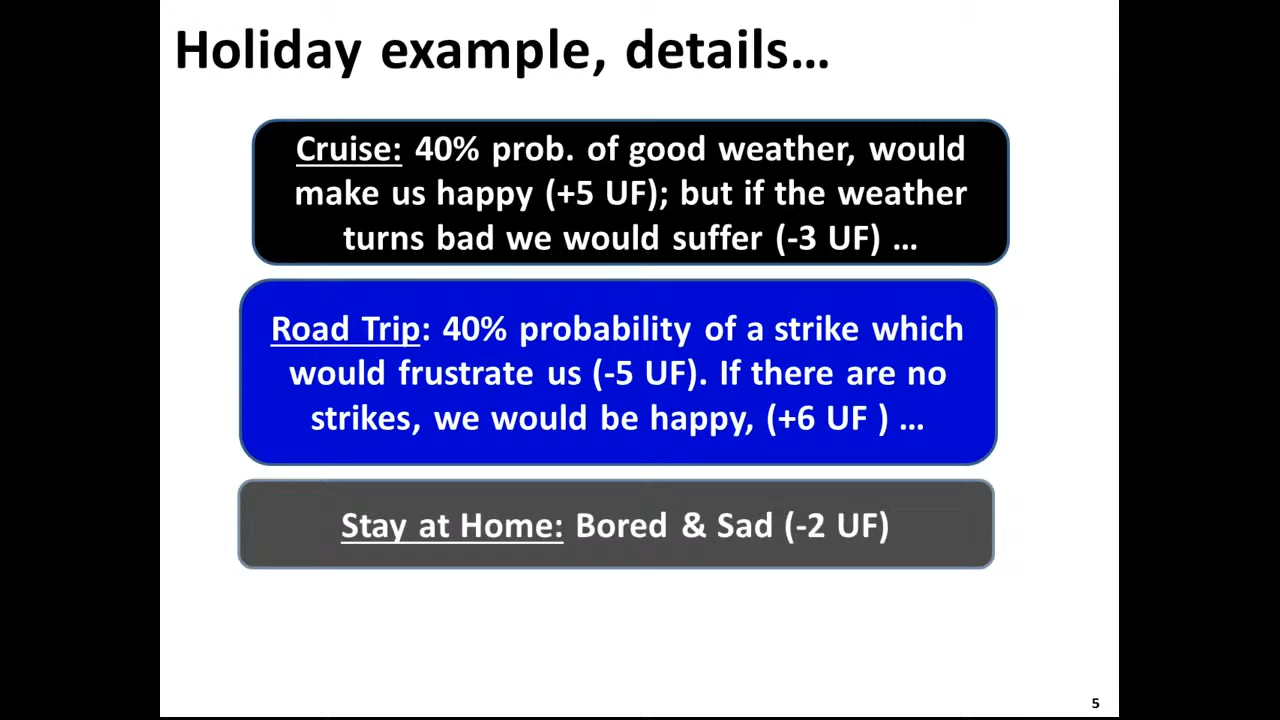 Holiday example, details…
Cruise: 40% prob. of good weather, would
make us happy (+5 UF); but if the weather
turns bad we would suffer (-3 UF) …
Road Trip: 40% probability of a strike which
would frustrate us (-5 UF). If there are no
strikes, we would be happy, (+6 UF ) …
Stay at Home: Bored & Sad (-2 UF)
5